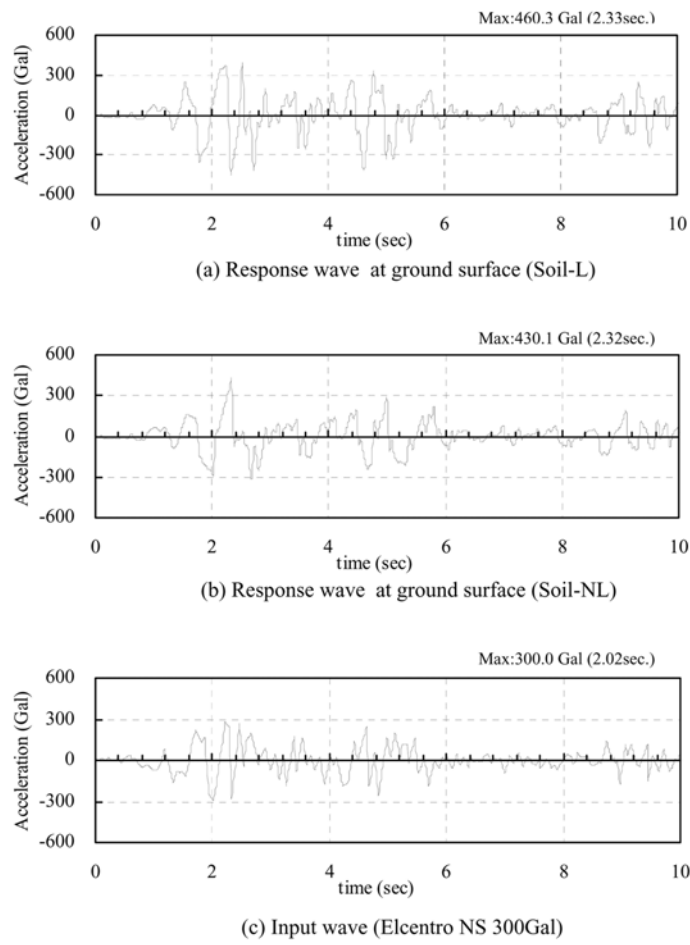 Max:460.3 Gal (2.33sec.)
600
300
0
-300
-600
Acceleration (Gal)
0 2 4 6 8 10
time (sec)
(a) Response wave at ground surface (Soil-L)
Max:430.1 Gal (2.32sec.)
600
300
0
-300
-600
Acceleration (Gal)
0 2 4 6 8 10
time (sec)
(b) Response wave at ground surface (Soil-NL)
Max:300.0 Gal (2.02sec.)
600
300
0
-300
-600
Acceleration (Gal)
0 2 4 6 8 10
time (sec)
(c) Input wave (Elcentro NS 300Gal)